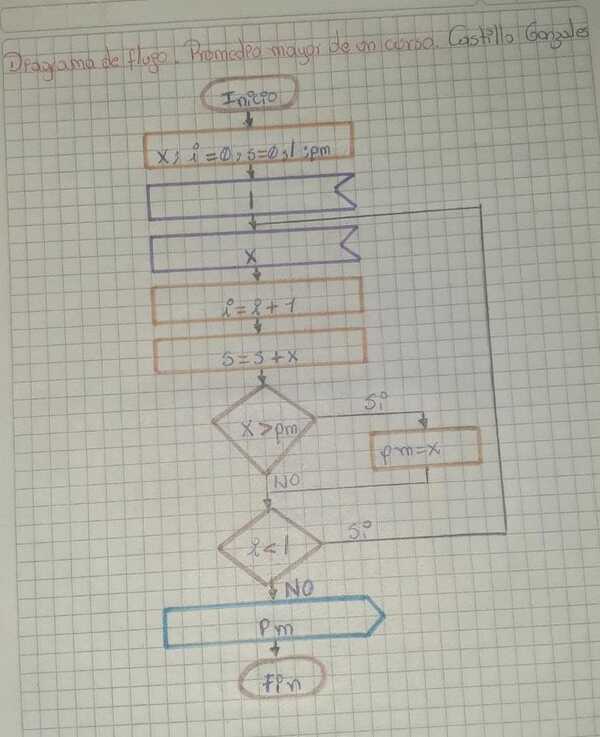 Diagrama de flugo. Promedio mayor de un curso. Castillo Gonzales
Inicio
x; i=0; s=0; l; pm
l
x
i=i+1
s=s+x
x>pm
Si
pm=x
NO
i<l
Si
NO
Pm
Fin